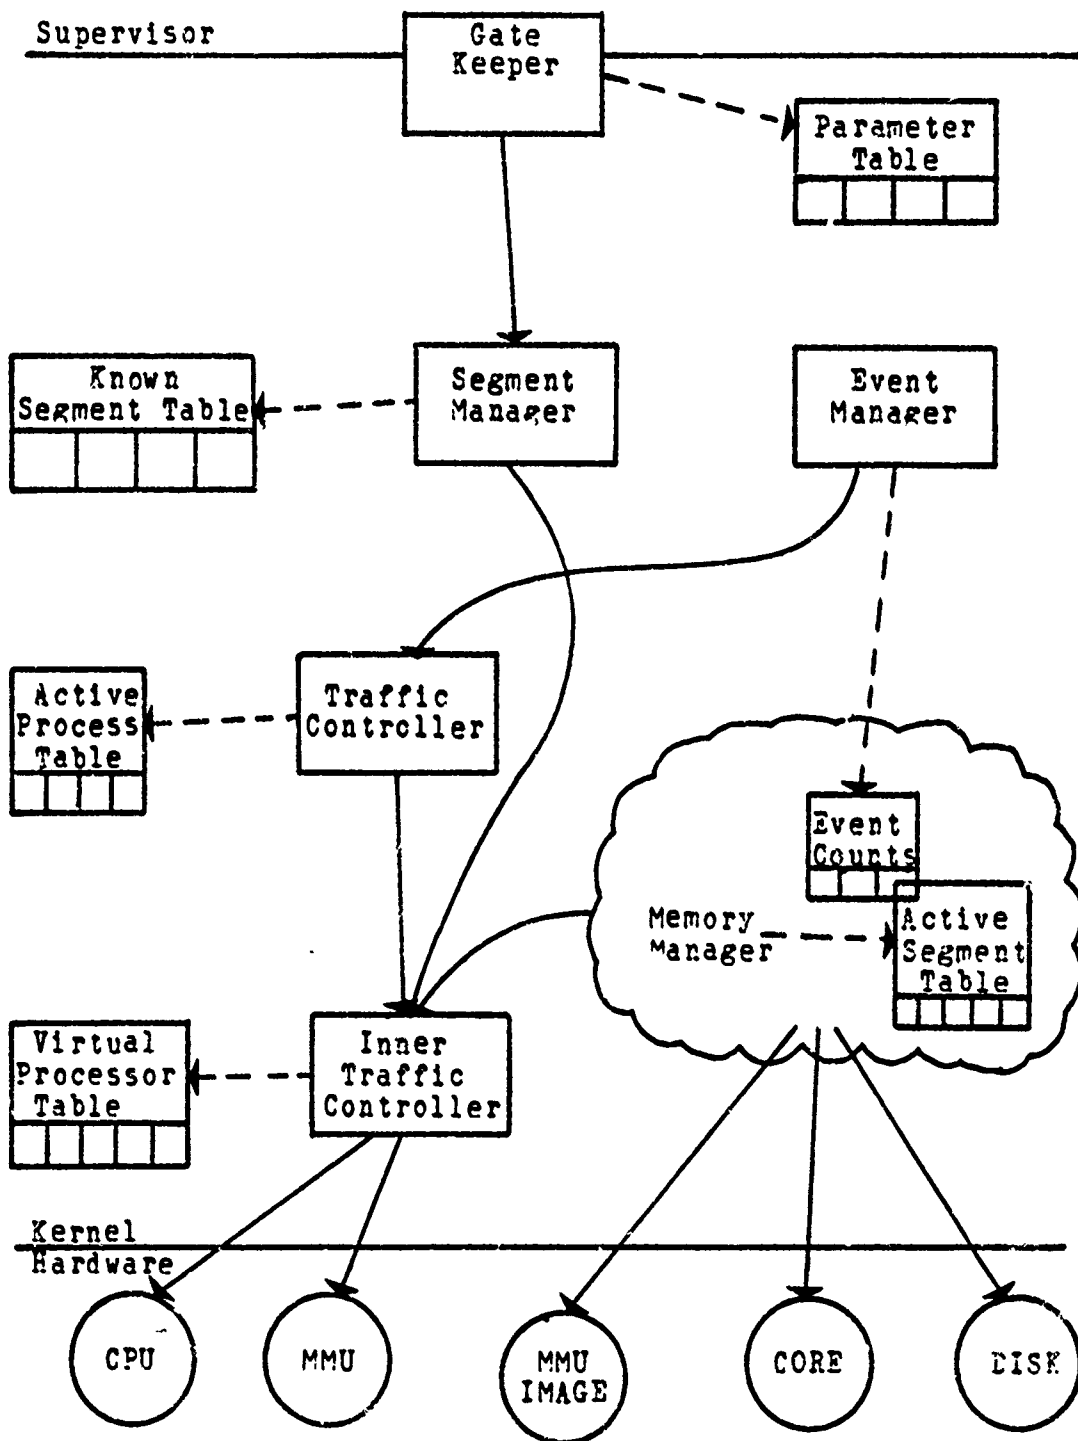 Supervisor
Gate
Keeper
Parameter
Table
Known
Segment Table
Segment
Manager
Event
Manager
Active
Process
Table
Traffic
Controller
Event
Counts
Memory
Manager
Active
Segment
Table
Virtual
Processor
Table
Inner
Traffic
Controller
Kernel
Hardware
CPU
MMU
MMU
IMAGE
CORE
DISK